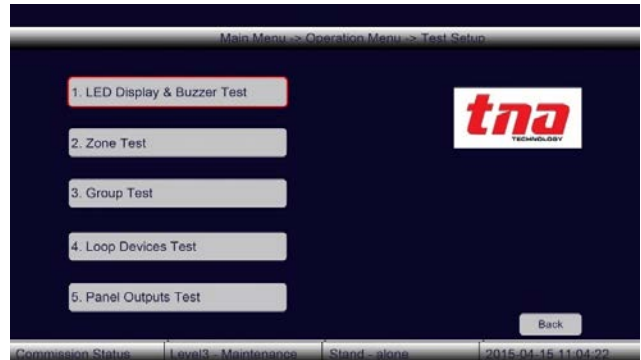 Main Menu -> Operation Menu -> Test Setup
1. LED Display & Buzzer Test
tna
TECHNOLOGY
2. Zone Test
3. Group Test
4. Loop Devices Test
5. Panel Outputs Test
Back
Commission Status Level3 - Maintenance Stand - alone 2015-04-15 11:04:22